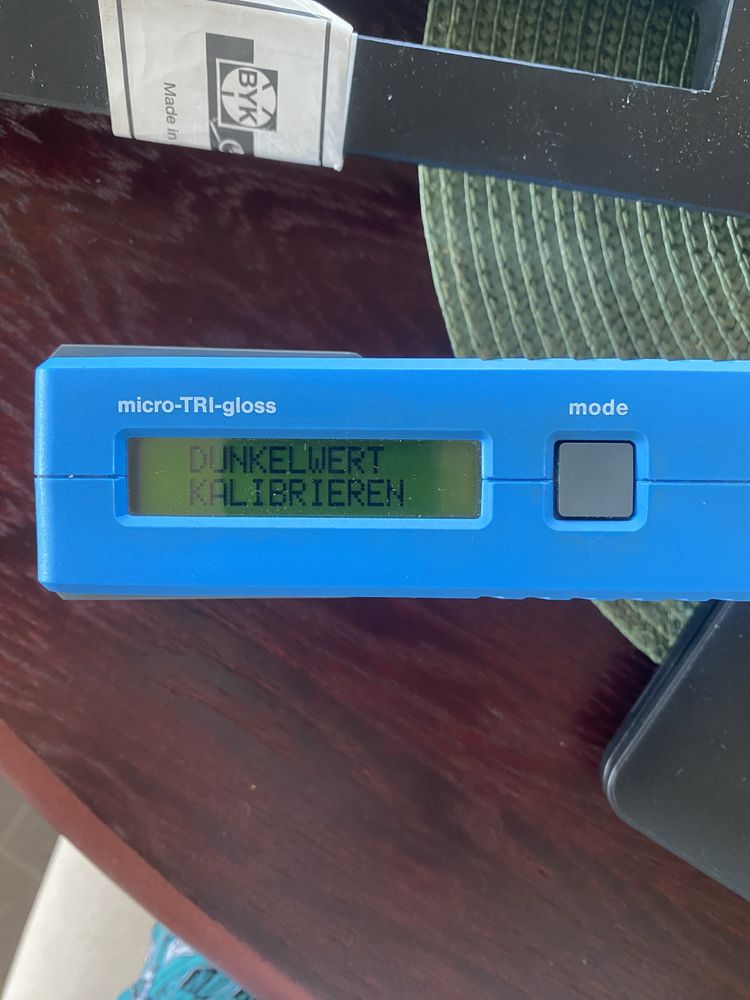 BYK
Made in
micro-TRI-gloss
mode
DUNKELWERT
KALIBRIEREN